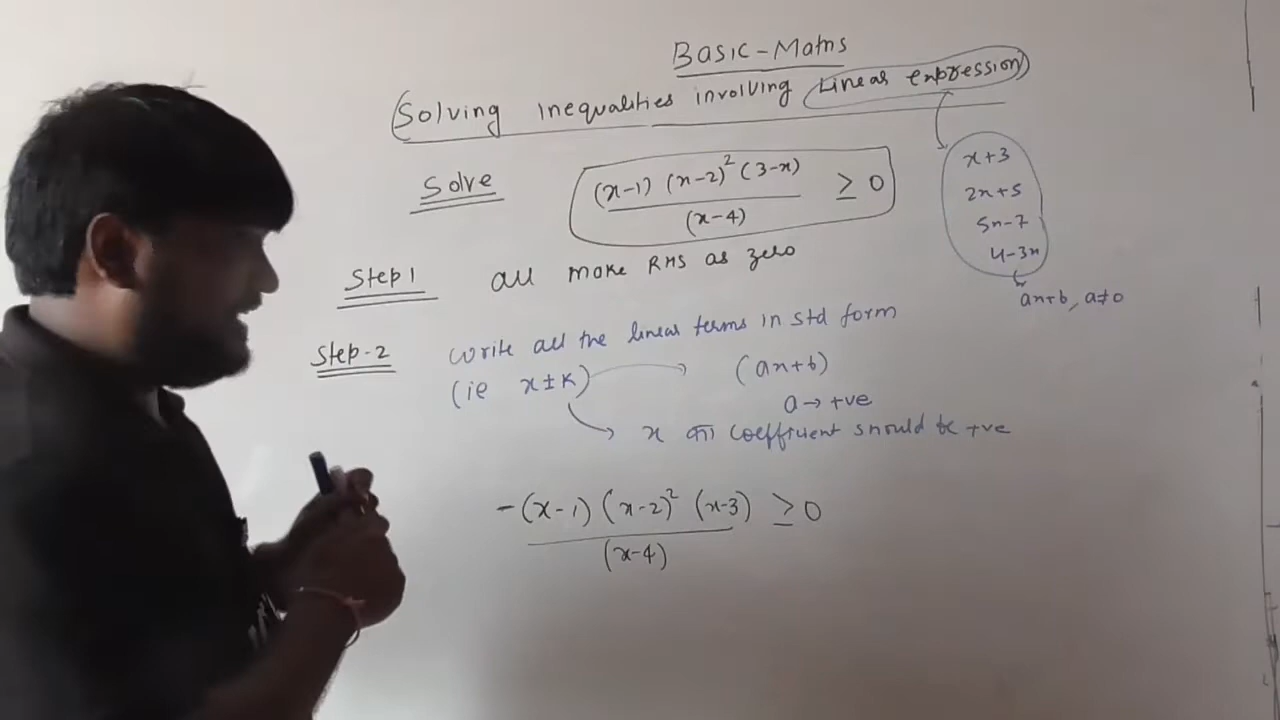 Basic-Maths
Solving inequalities involving Linear expression
Solve (x-1) (x-2)² (3-x) / (x-4) ≥ 0
x+3
2x+5
5x-7
4-3x
ax+b, a≠0
Step 1 all make RHS as zero
Step-2 Write all the linear terms in std form
(ie x±K) (ax+b)
a→+ve
x का coefficient should be +ve
-(x-1) (x-2)² (x-3) / (x-4) ≥ 0